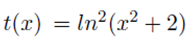 t(x) = ln²(x² + 2)